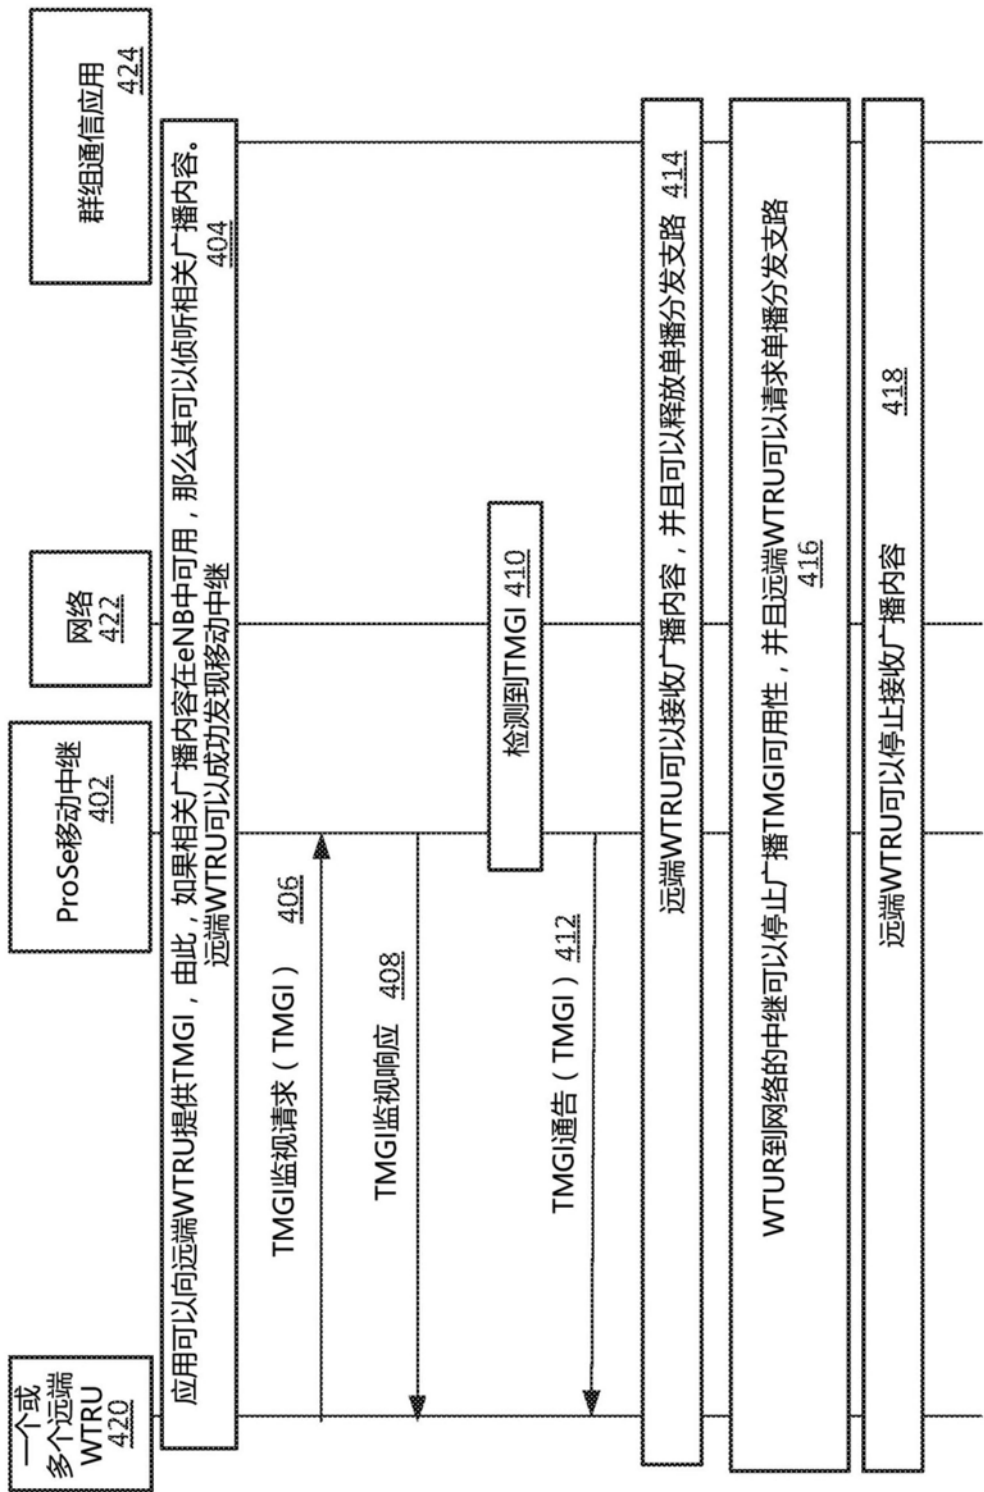 一个或
多个远端
WTRU
420
ProSe移动中继
402
网络
422
群组通信应用
424
应用可以向远端WTRU提供TMGI，由此，如果相关广播内容在eNB中可用，那么其可以侦听相关广播内容。
远端WTRU可以成功发现移动中继 404
TMGI监视请求（TMGI） 406
TMGI监视响应 408
检测到TMGI 410
TMGI通告（TMGI）412
远端WTRU可以接收广播内容，并且可以释放单播分发支路 414
WTUR到网络的中继可以停止广播TMGI可用性，并且远端WTRU可以请求单播分发支路
416
远端WTRU可以停止接收广播内容 418